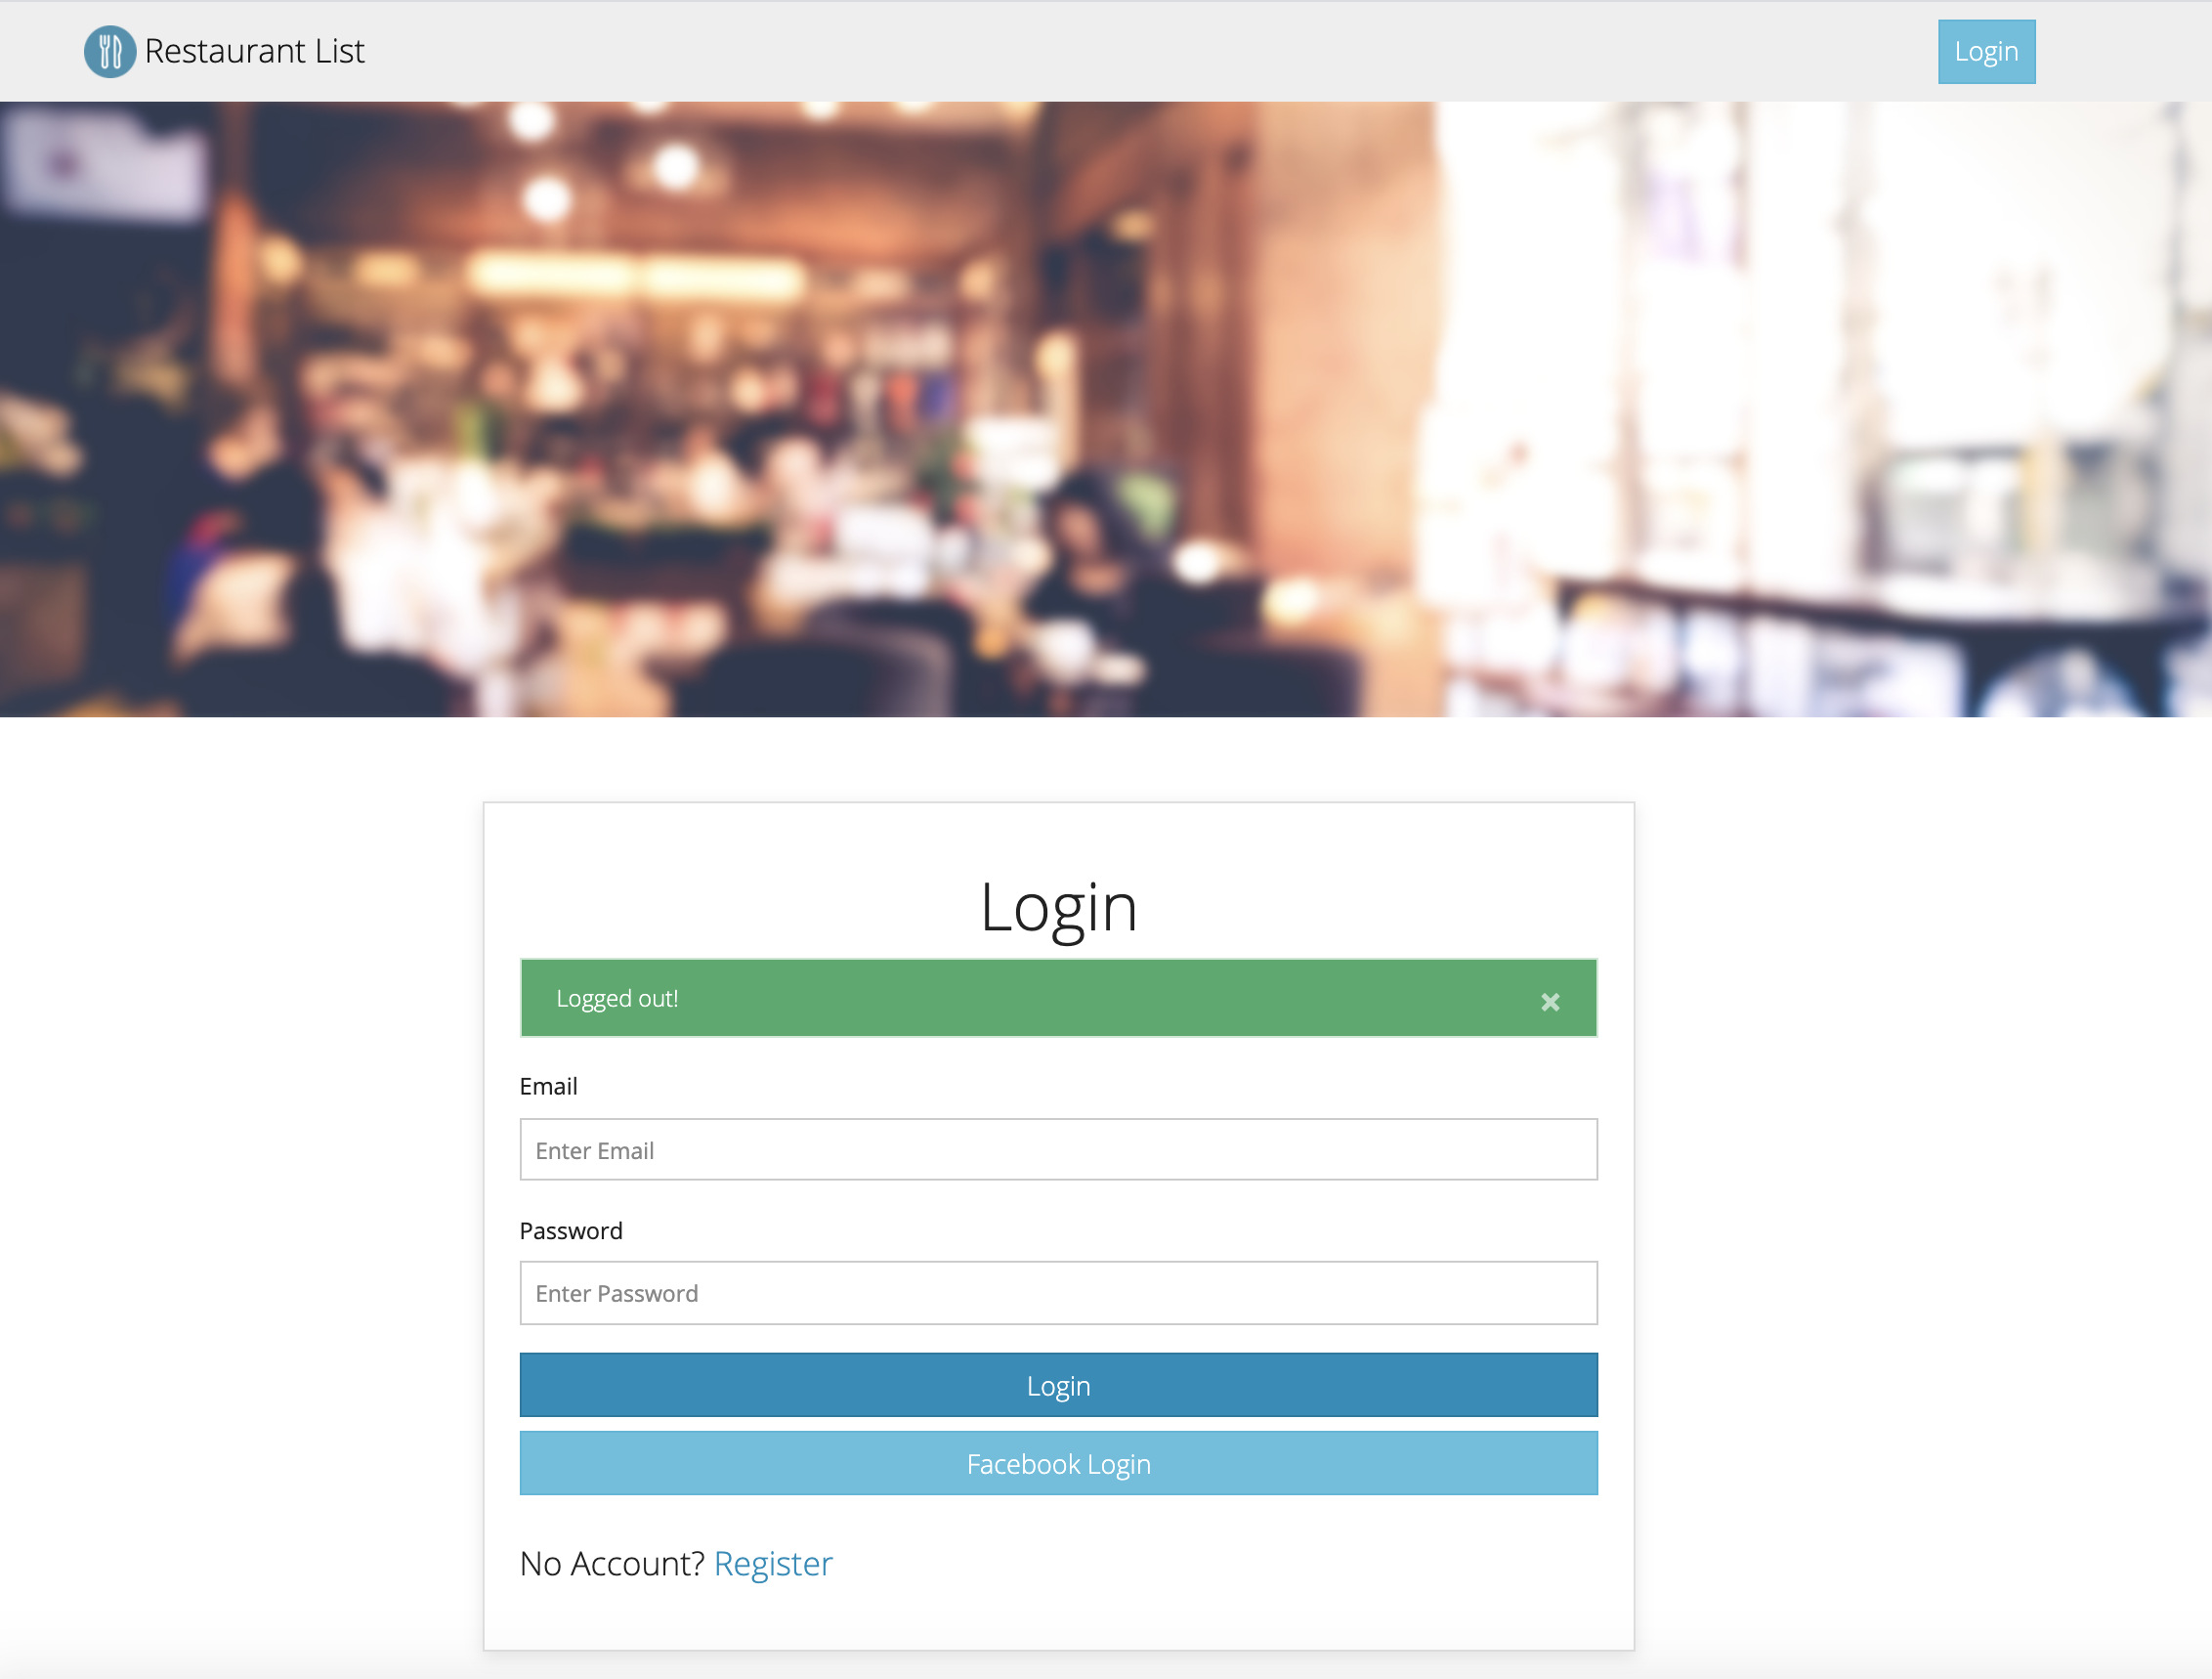 Restaurant List
Login
Login
Logged out!
Email
Enter Email
Password
Enter Password
Login
Facebook Login
No Account? Register